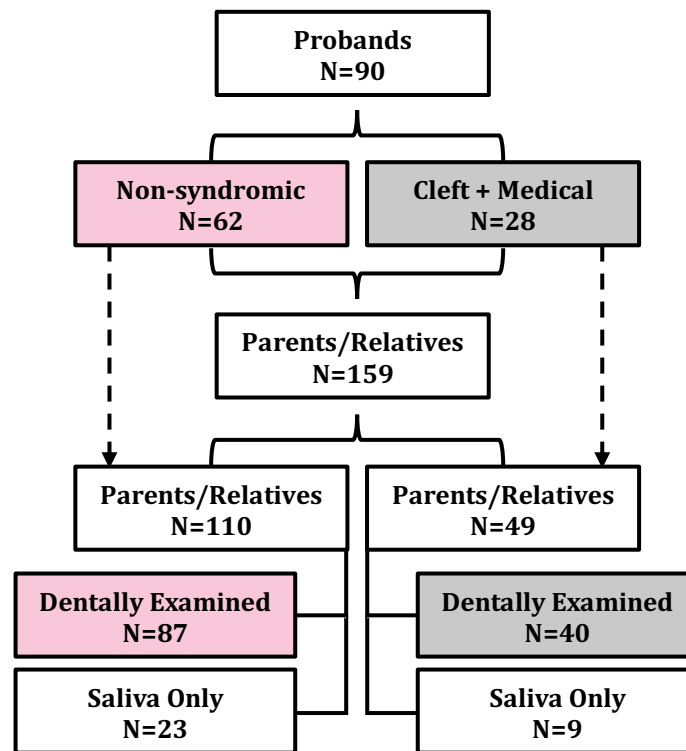 Probands
N=90
Non-syndromic
N=62
Cleft + Medical
N=28
Parents/Relatives
N=159
Parents/Relatives
N=110
Parents/Relatives
N=49
Dentally Examined
N=87
Dentally Examined
N=40
Saliva Only
N=23
Saliva Only
N=9